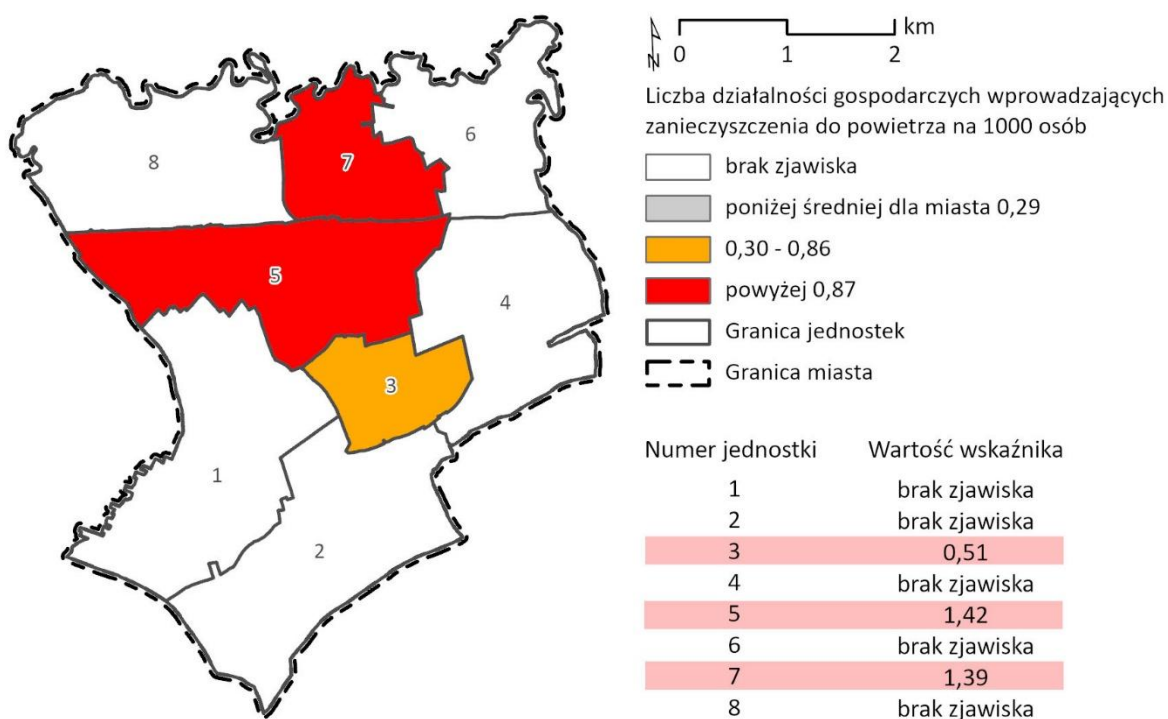 km
0 1 2
N
Liczba działalności gospodarczych wprowadzających
zanieczyszczenia do powietrza na 1000 osób
brak zjawiska
poniżej średniej dla miasta 0,29
0,30 - 0,86
powyżej 0,87
Granica jednostek
Granica miasta
8
7
6
5
4
3
1
2
Numer jednostki Wartość wskaźnika
1 brak zjawiska
2 brak zjawiska
3 0,51
4 brak zjawiska
5 1,42
6 brak zjawiska
7 1,39
8 brak zjawiska